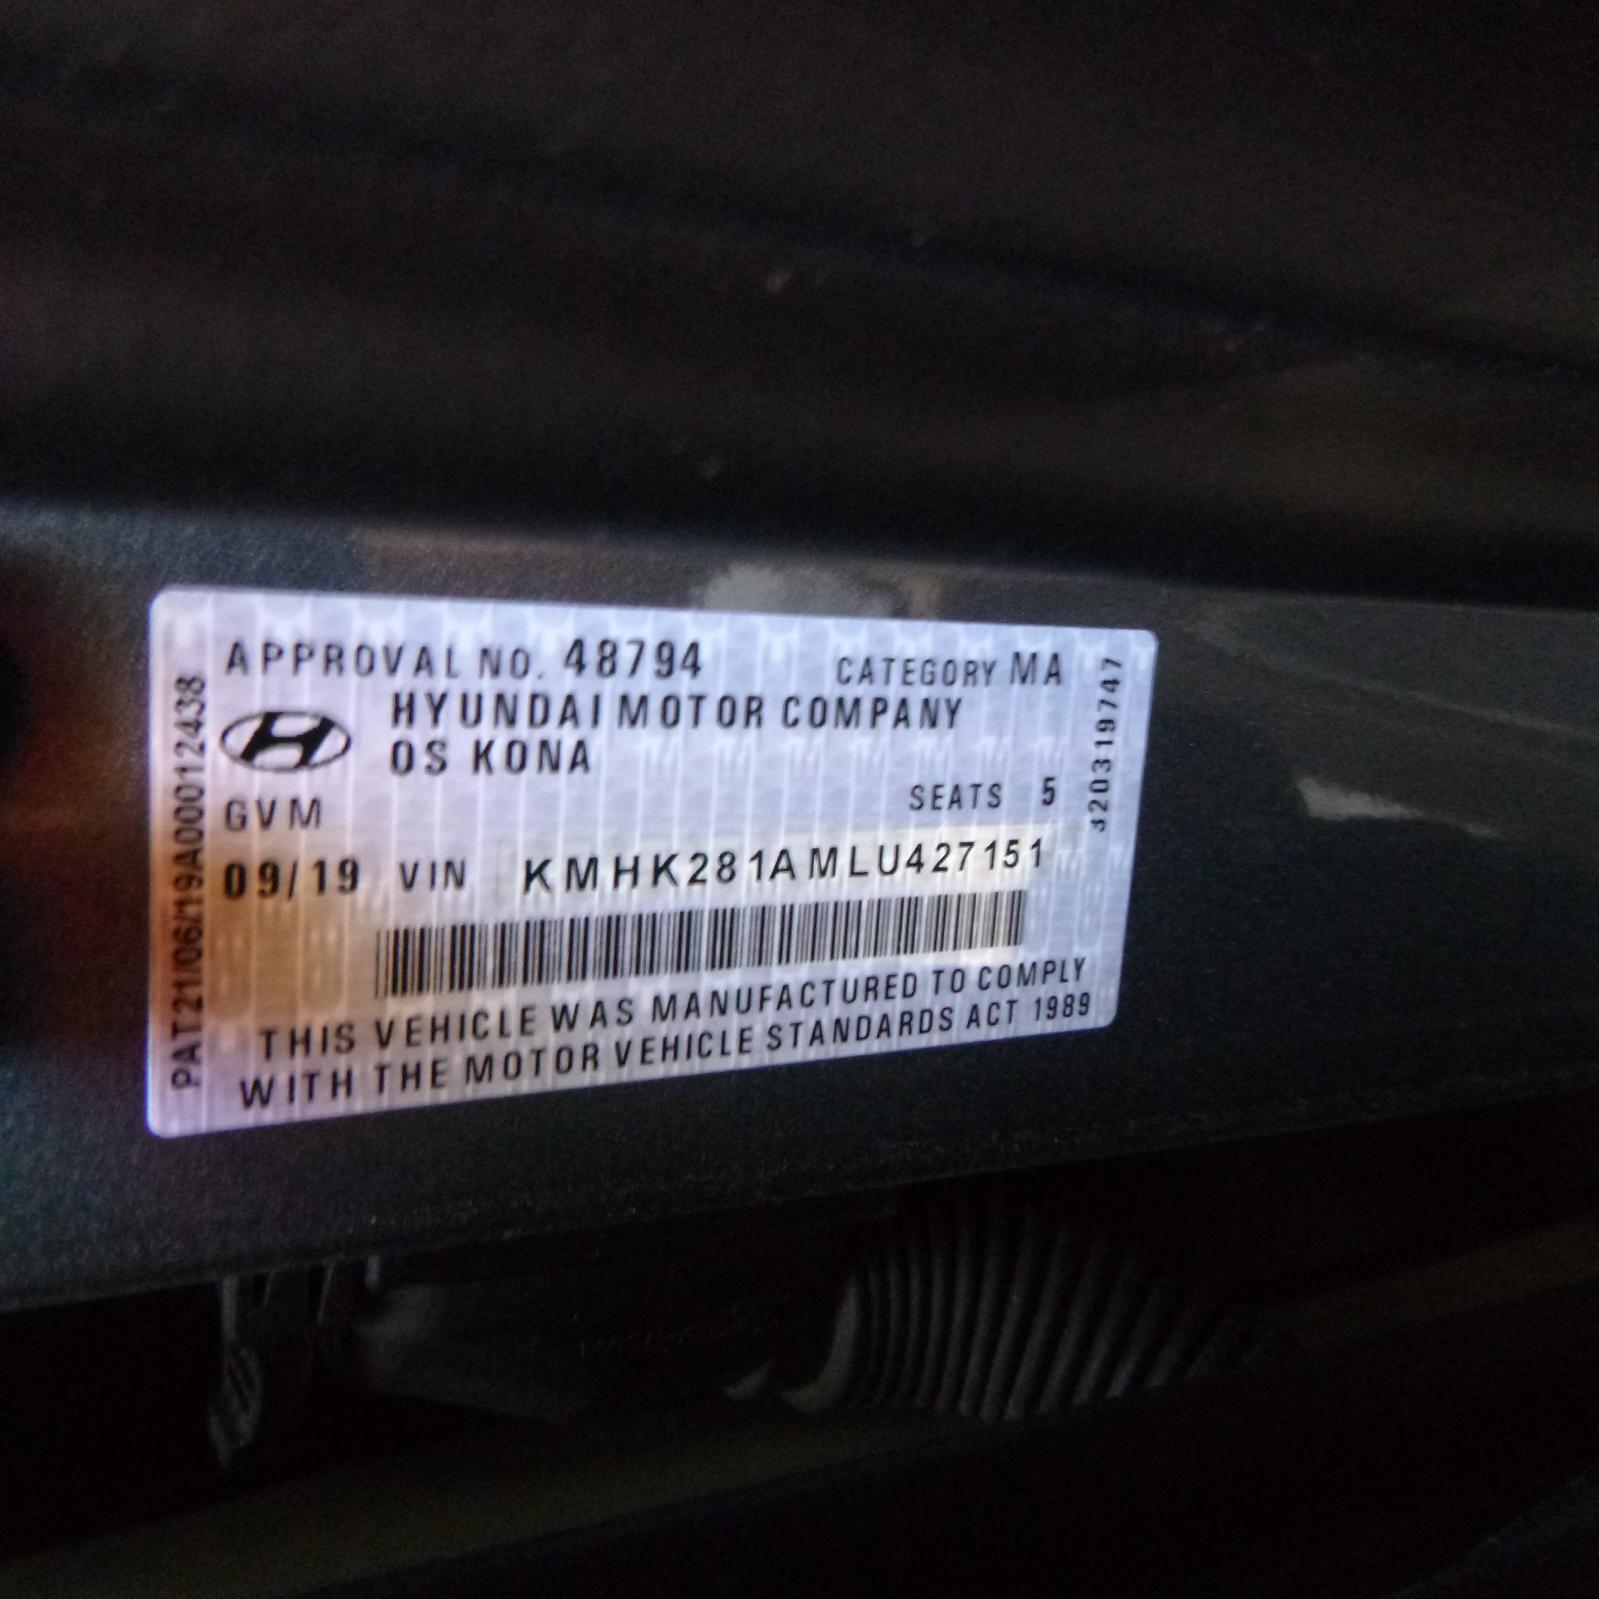 APPROVAL NO. 48794 CATEGORY MA
HYUNDAI MOTOR COMPANY
OS KONA
GVM SEATS 5
09/19 VIN KMHK281AMLU427151
THIS VEHICLE WAS MANUFACTURED TO COMPLY
WITH THE MOTOR VEHICLE STANDARDS ACT 1989
PAT21/06/19A00012438
320319747